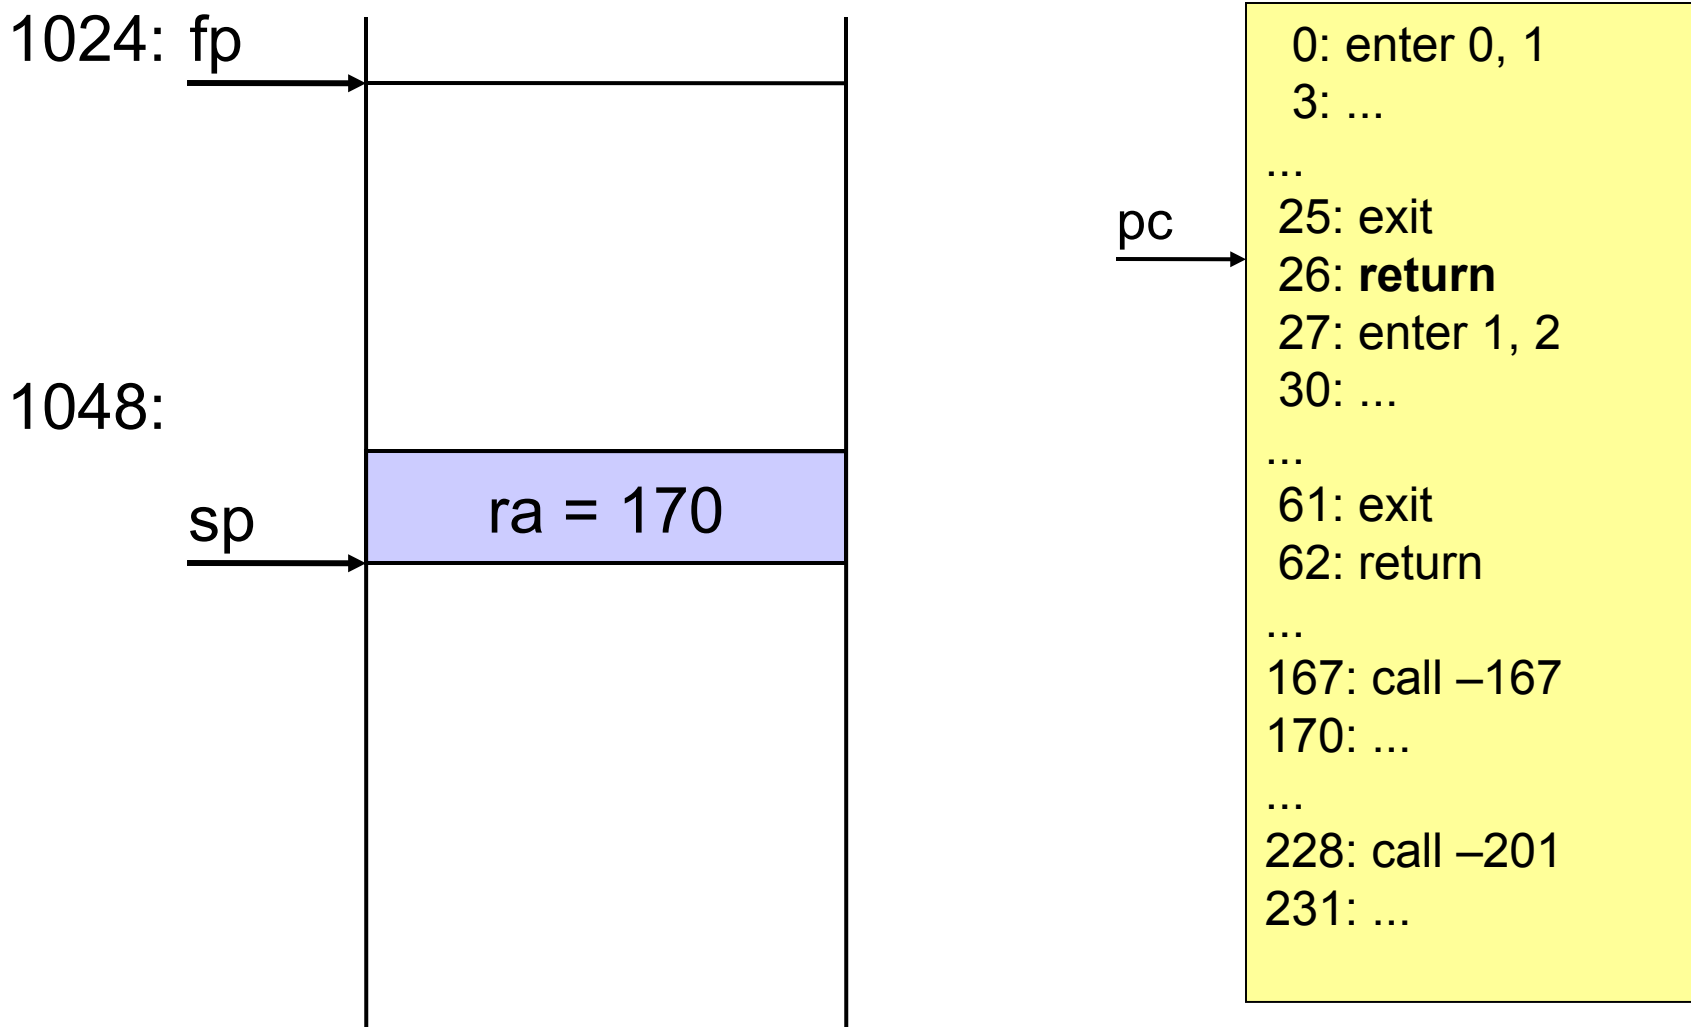 1024: fp
1048:
sp
ra = 170
pc
0: enter 0, 1
3: ...
...
25: exit
26: return
27: enter 1, 2
30: ...
...
61: exit
62: return
...
167: call –167
170: ...
...
228: call –201
231: ...